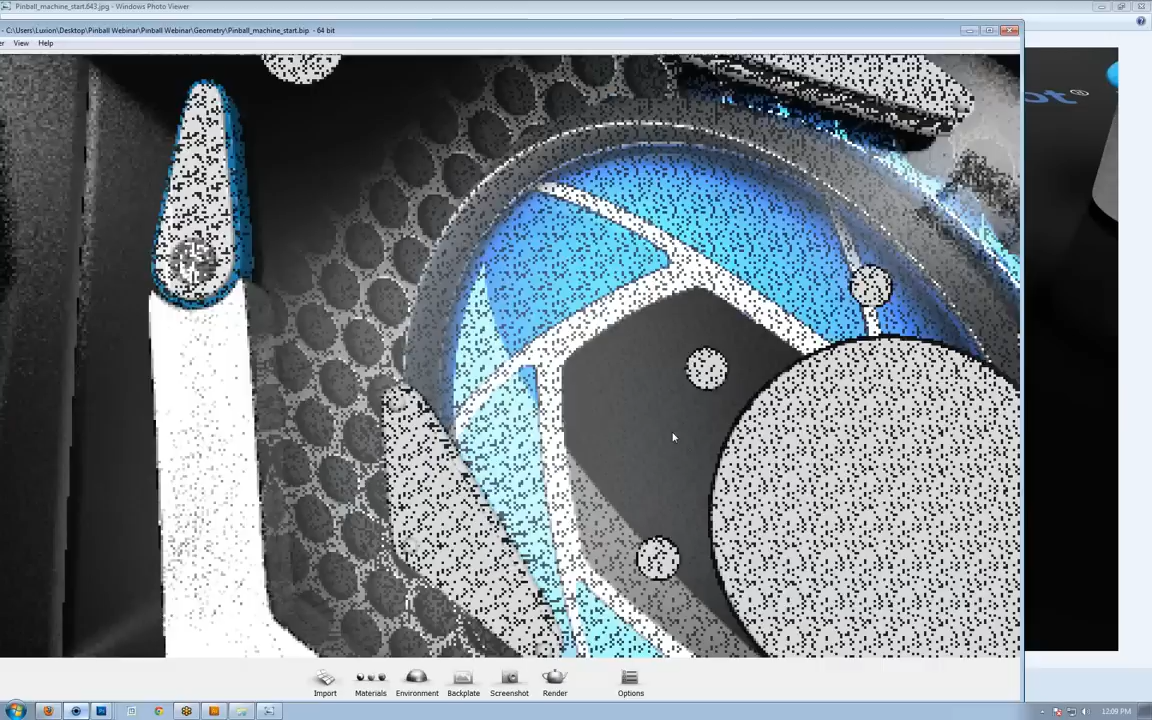 Pinball_machine_start.643.jpg - Windows Photo Viewer
- C:\Users\Luxion\Desktop\Pinball Webinar\Pinball Webinar\Geometry\Pinball_machine_start.bip - 64 bit
View Help
ot®
Import Materials Environment Backplate Screenshot Render Options
12:09 PM